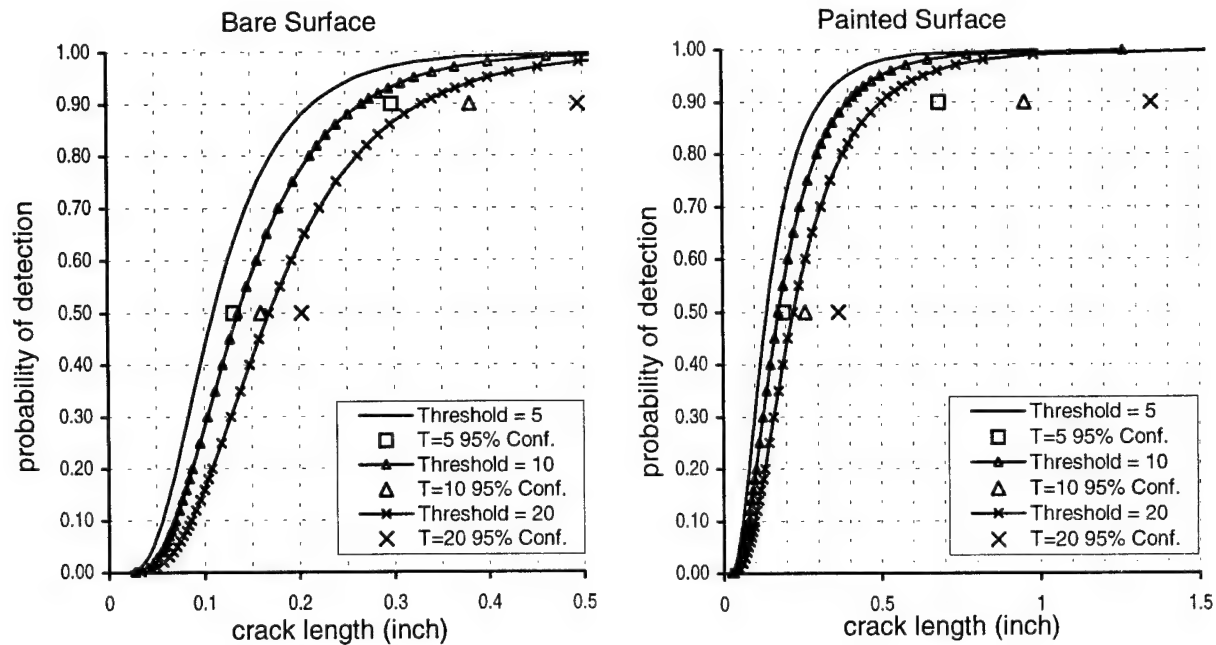 Bare Surface
1.00
0.90
0.80
0.70
0.60
0.50
0.40
0.30
0.20
0.10
0.00
probability of detection
0
0.1
0.2
0.3
0.4
0.5
crack length (inch)
Threshold = 5
T=5 95% Conf.
Threshold = 10
T=10 95% Conf.
Threshold = 20
T=20 95% Conf.
Painted Surface
1.00
0.90
0.80
0.70
0.60
0.50
0.40
0.30
0.20
0.10
0.00
probability of detection
0
0.5
1
1.5
crack length (inch)
Threshold = 5
T=5 95% Conf.
Threshold = 10
T=10 95% Conf.
Threshold = 20
T=20 95% Conf.